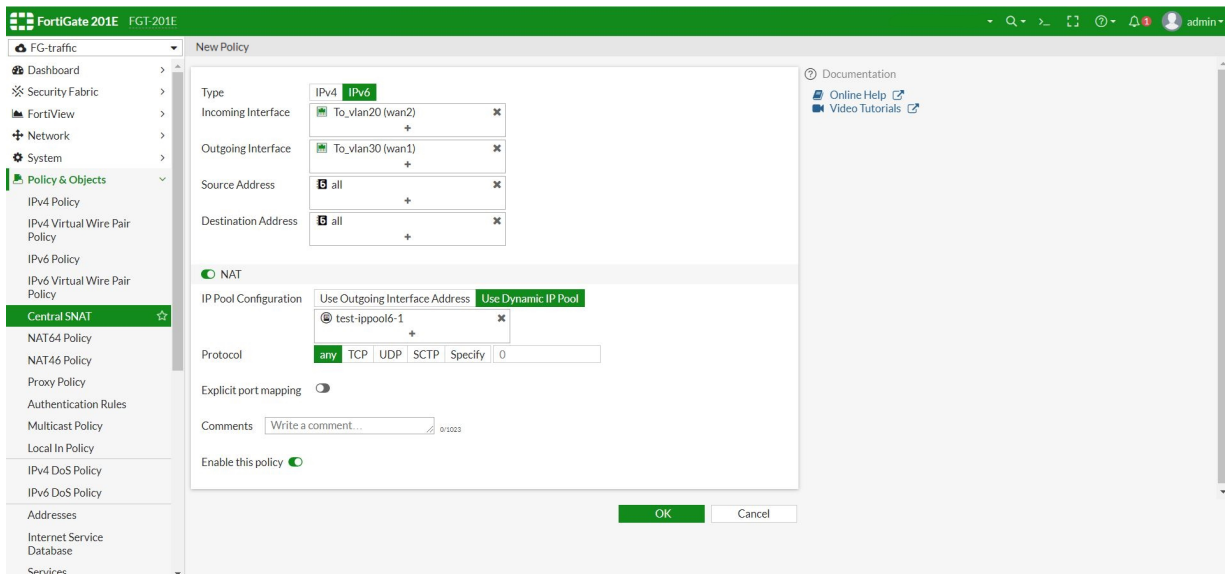 FortiGate 201E FGT-201E
admin
FG-traffic
New Policy
Dashboard
Security Fabric
FortiView
Network
System
Policy & Objects
IPv4 Policy
IPv4 Virtual Wire Pair
Policy
IPv6 Policy
IPv6 Virtual Wire Pair
Policy
Central SNAT
NAT64 Policy
NAT46 Policy
Proxy Policy
Authentication Rules
Multicast Policy
Local In Policy
IPv4 DoS Policy
IPv6 DoS Policy
Addresses
Internet Service
Database
Services
Type IPv4 IPv6
Incoming Interface To_vlan20 (wan2)
+
Outgoing Interface To_vlan30 (wan1)
+
Source Address 6 all
+
Destination Address 6 all
+
NAT
IP Pool Configuration Use Outgoing Interface Address Use Dynamic IP Pool
test-ippool6-1
+
Protocol any TCP UDP SCTP Specify 0
Explicit port mapping
Comments Write a comment... 0/1023
Enable this policy
OK Cancel
Documentation
Online Help
Video Tutorials
1